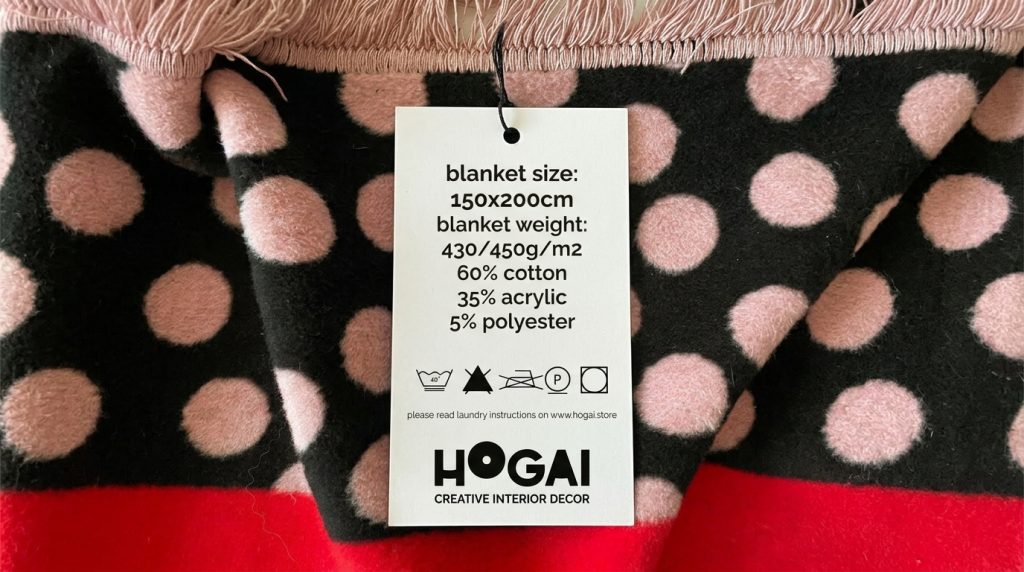 blanket size:
150x200cm
blanket weight:
430/450g/m2
60% cotton
35% acrylic
5% polyester
40°
P
please read laundry instructions on www.hogai.store
HOGAI
CREATIVE INTERIOR DECOR